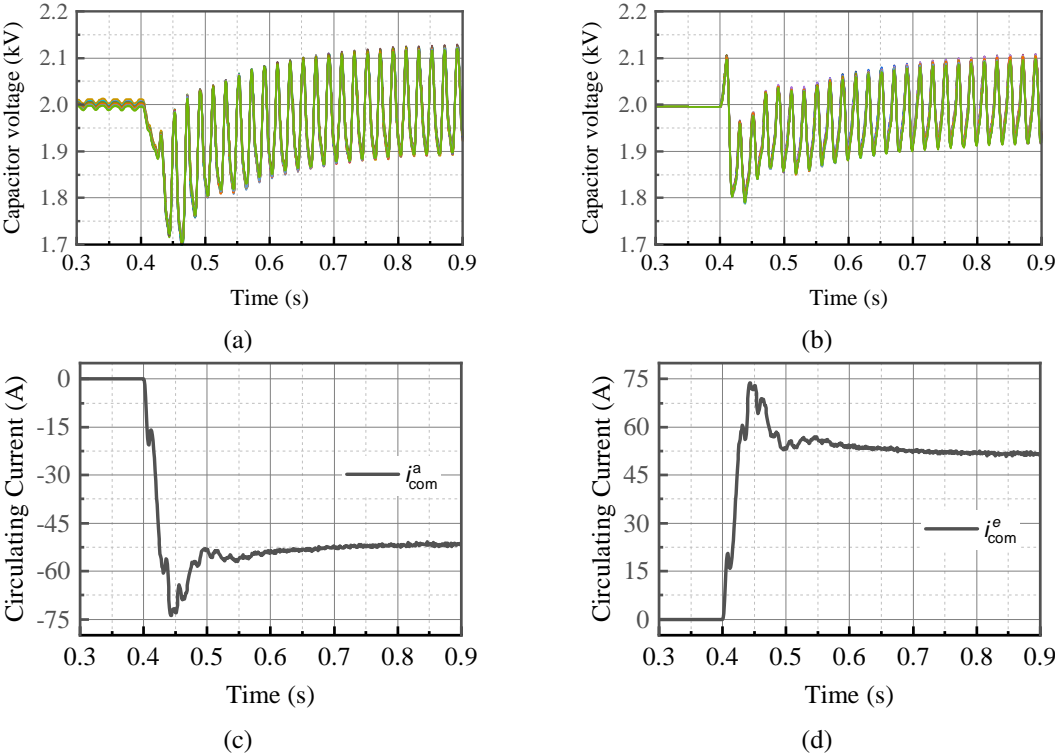 2.2
2.1
2.0
1.9
1.8
1.7
Capacitor voltage (kV)
0.3 0.4 0.5 0.6 0.7 0.8 0.9
Time (s)
(a)
2.2
2.1
2.0
1.9
1.8
1.7
Capacitor voltage (kV)
0.3 0.4 0.5 0.6 0.7 0.8 0.9
Time (s)
(b)
0
-15
-30
-45
-60
-75
Circulating Current (A)
i^a_com
0.3 0.4 0.5 0.6 0.7 0.8 0.9
Time (s)
(c)
75
60
45
30
15
0
Circulating Current (A)
i^e_com
0.3 0.4 0.5 0.6 0.7 0.8 0.9
Time (s)
(d)